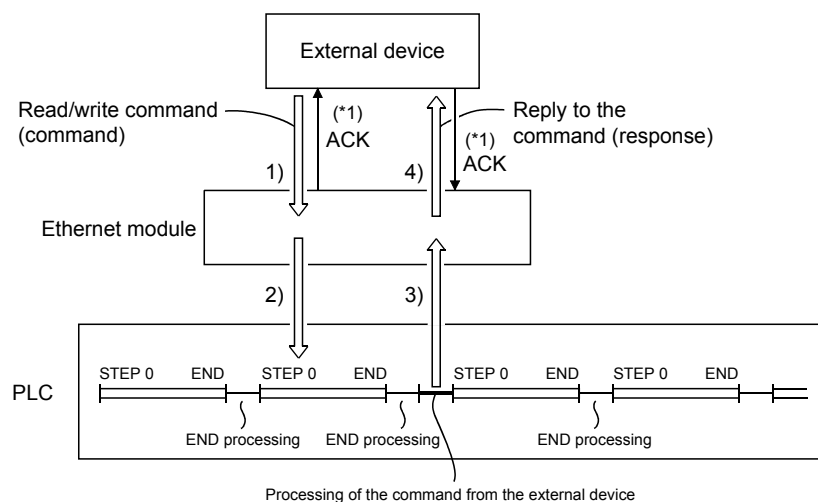 External device
Read/write command
(command)
(*1)
ACK
Reply to the
command (response)
(*1)
ACK
1)
4)
Ethernet module
2)
3)
PLC
STEP 0 END STEP 0 END STEP 0 END STEP 0 END
END processing END processing END processing
Processing of the command from the external device